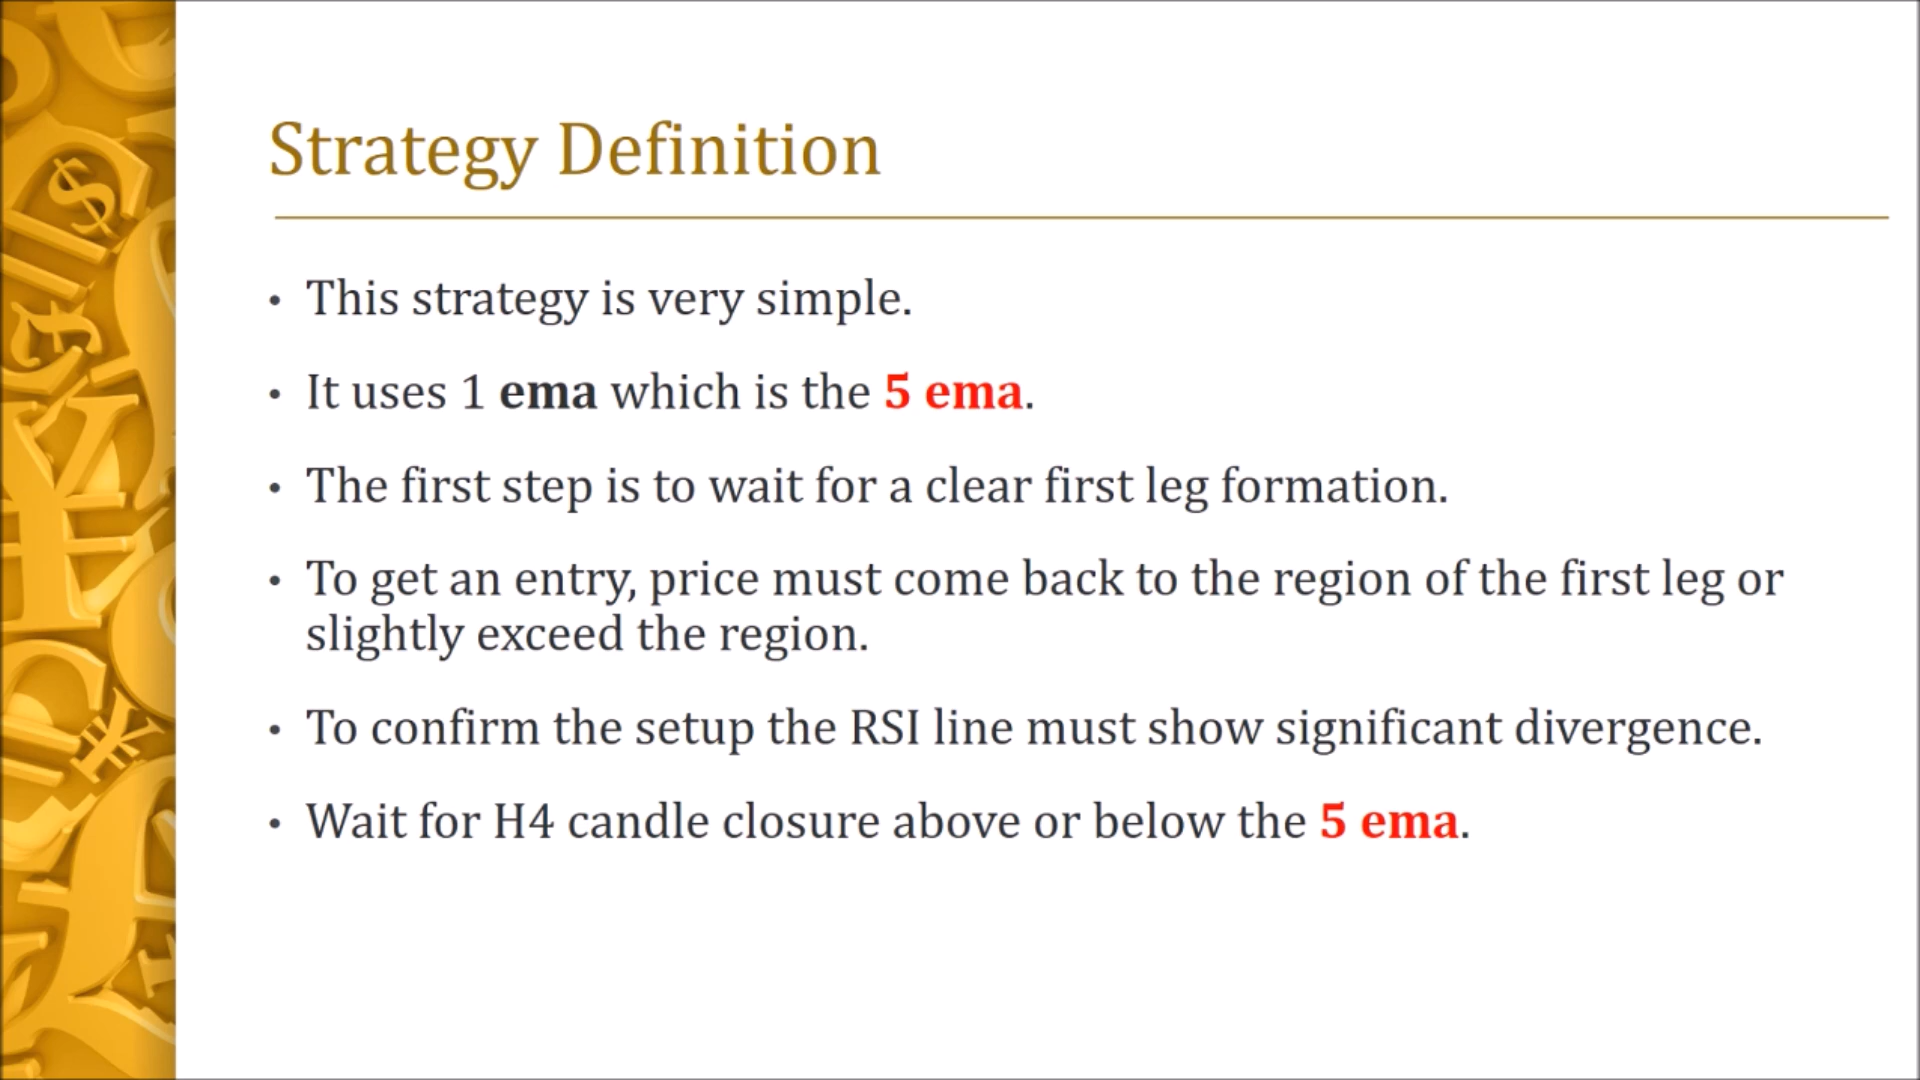 Strategy Definition
• This strategy is very simple.
• It uses 1 ema which is the 5 ema.
• The first step is to wait for a clear first leg formation.
• To get an entry, price must come back to the region of the first leg or
slightly exceed the region.
• To confirm the setup the RSI line must show significant divergence.
• Wait for H4 candle closure above or below the 5 ema.